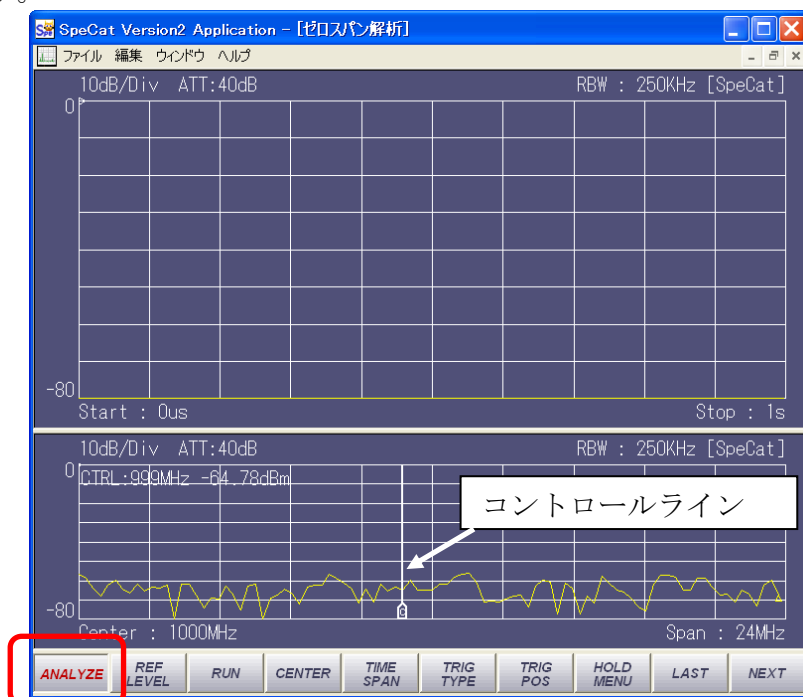 る。
SpeCat Version2 Application - [ゼロスパン解析]
ファイル 編集 ウインドウ ヘルプ
10dB/Div ATT:40dB RBW : 250KHz [SpeCat]
0
-80
Start : 0us Stop : 1s
10dB/Div ATT:40dB RBW : 250KHz [SpeCat]
0
CTRL:999MHz -64.78dBm
コントロールライン
-80
C
Center : 1000MHz Span : 24MHz
ANALYZE REF LEVEL RUN CENTER TIME SPAN TRIG TYPE TRIG POS HOLD MENU LAST NEXT